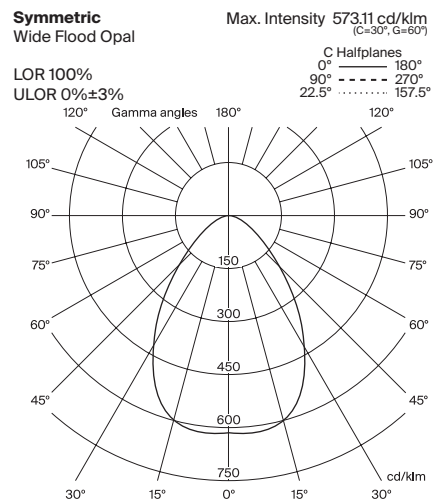 Symmetric
Wide Flood Opal
LOR 100%
ULOR 0%±3%
Max. Intensity 573.11 cd/klm
(C=30°, G=60°)
C Halfplanes
0° 180°
90° 270°
22.5° 157.5°
120° Gamma angles 180° 120°
105° 105°
90° 90°
75° 150 75°
300
60° 60°
450
45° 45°
600
750 cd/klm
30° 15° 0° 15° 30°